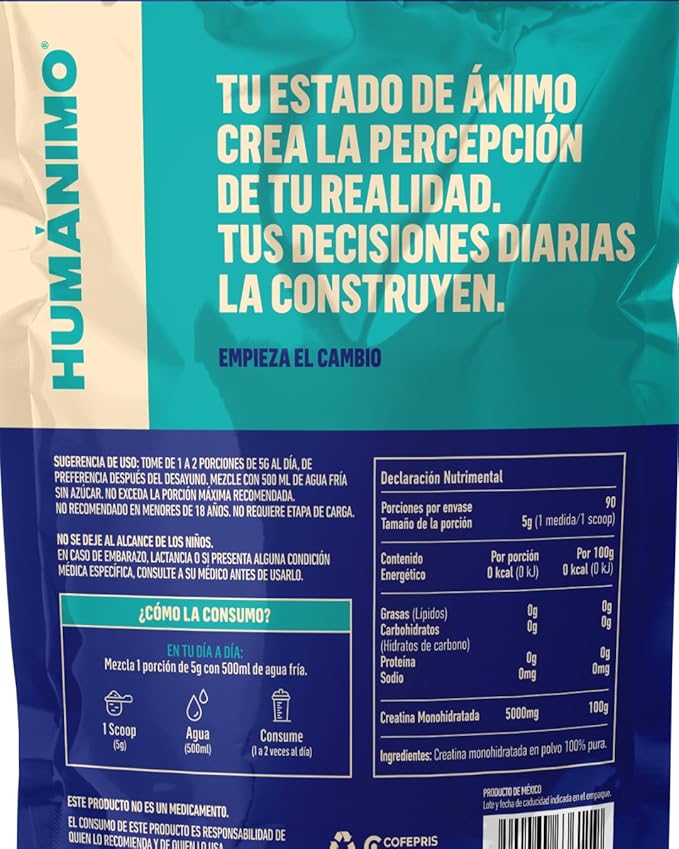 HUMÁNIMO®
TU ESTADO DE ÁNIMO
CREA LA PERCEPCIÓN
DE TU REALIDAD.
TUS DECISIONES DIARIAS
LA CONSTRUYEN.
EMPIEZA EL CAMBIO
SUGERENCIA DE USO: TOME DE 1 A 2 PORCIONES DE 5G AL DÍA, DE
PREFERENCIA DESPUÉS DEL DESAYUNO. MEZCLE CON 500 ML DE AGUA FRÍA
SIN AZÚCAR. NO EXCEDA LA PORCIÓN MÁXIMA RECOMENDADA.
NO RECOMENDADO EN MENORES DE 18 AÑOS. NO REQUIERE ETAPA DE CARGA.
NO SE DEJE AL ALCANCE DE LOS NIÑOS.
EN CASO DE EMBARAZO, LACTANCIA O SI PRESENTA ALGUNA CONDICIÓN
MÉDICA ESPECÍFICA, CONSULTE A SU MÉDICO ANTES DE USARLO.
¿CÓMO LA CONSUMO?
EN TU DÍA A DÍA:
Mezcla 1 porción de 5g con 500ml de agua fría.
1 Scoop Agua Consume
(5g) (500ml) (1 a 2 veces al día)
ESTE PRODUCTO NO ES UN MEDICAMENTO.
EL CONSUMO DE ESTE PRODUCTO ES RESPONSABILIDAD DE
QUIEN LO RECOMIENDA Y DE QUIEN LO USA.
Declaración Nutrimental
Porciones por envase 90
Tamaño de la porción 5g (1 medida/1 scoop)
Contenido Por porción Por 100g
Energético 0 kcal (0 kJ) 0 kcal (0 kJ)
Grasas (Lípidos) 0g 0g
Carbohidratos 0g 0g
(Hidratos de carbono)
Proteína 0g 0g
Sodio 0mg 0mg
Creatina Monohidratada 5000mg 100g
Ingredientes: Creatina monohidratada en polvo 100% pura.
PRODUCTO DE MÉXICO
Lote y fecha de caducidad indicada en el empaque.
COFEPRIS